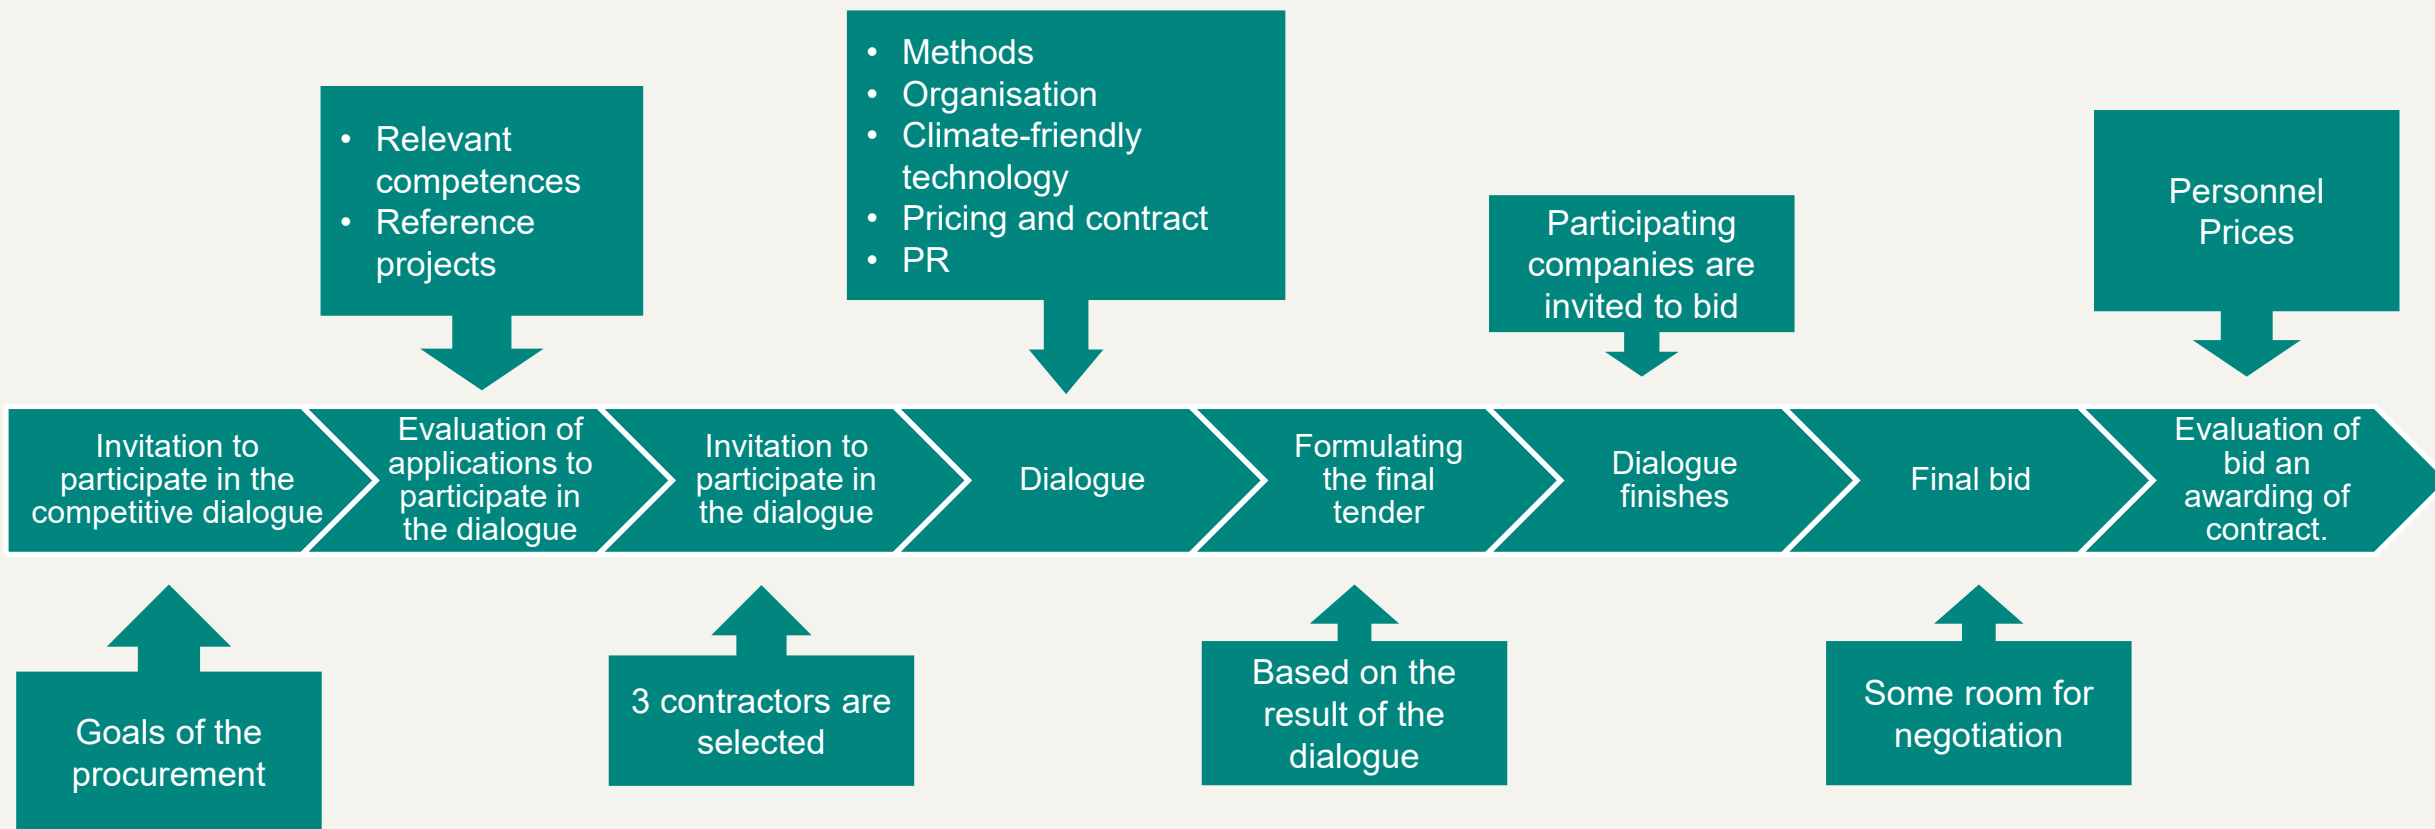 • Methods
• Organisation
• Climate-friendly
technology
• Pricing and contract
• PR
• Relevant
competences
• Reference
projects
Participating
companies are
invited to bid
Personnel
Prices
Invitation to
participate in the
competitive dialogue
Evaluation of
applications to
participate in
the dialogue
Invitation to
participate in
the dialogue
Dialogue
Formulating
the final
tender
Dialogue
finishes
Final bid
Evaluation of
bid an
awarding of
contract.
Goals of the
procurement
3 contractors are
selected
Based on the
result of the
dialogue
Some room for
negotiation